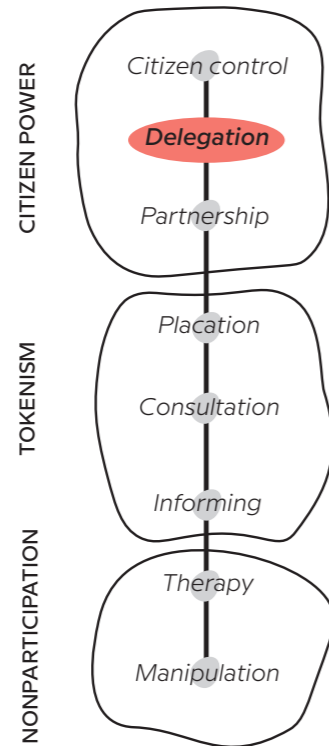 CITIZEN POWER
Citizen control
Delegation
Partnership
TOKENISM
Placation
Consultation
Informing
NONPARTICIPATION
Therapy
Manipulation